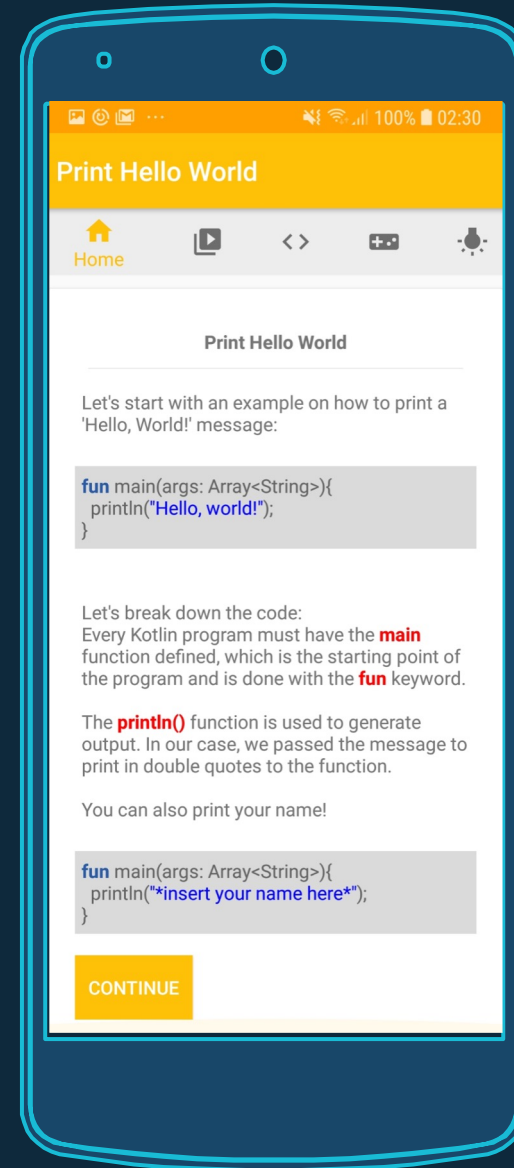 100% 02:30
Print Hello World
Home
Print Hello World
Let's start with an example on how to print a
'Hello, World!' message:
fun main(args: Array<String>){
println("Hello, world!");
}
Let's break down the code:
Every Kotlin program must have the main
function defined, which is the starting point of
the program and is done with the fun keyword.
The println() function is used to generate
output. In our case, we passed the message to
print in double quotes to the function.
You can also print your name!
fun main(args: Array<String>){
println("*insert your name here*");
}
CONTINUE